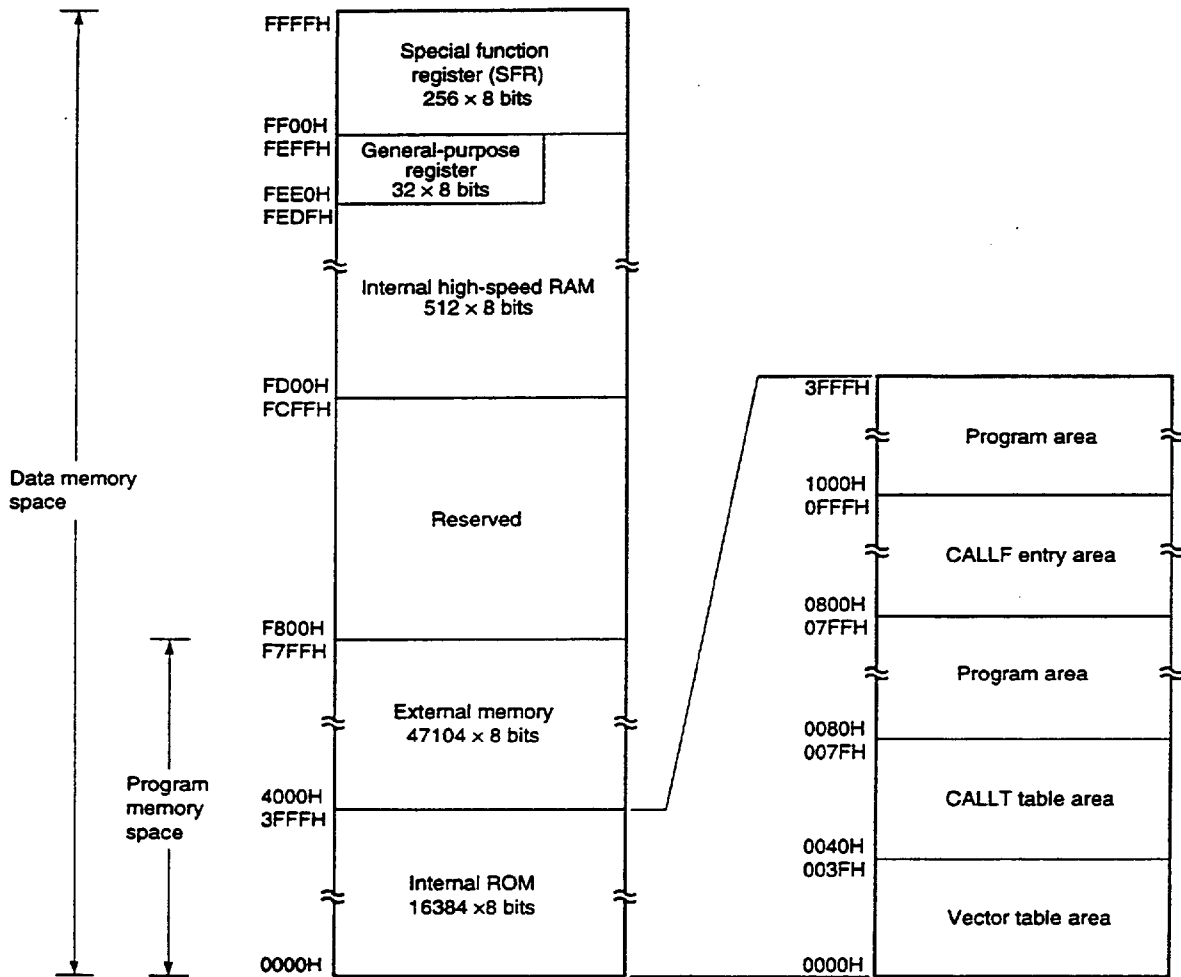 FFFFH
Special function
register (SFR)
256 × 8 bits
FF00H
FEFFH
General-purpose
register
32 × 8 bits
FEE0H
FEDFH
Internal high-speed RAM
512 × 8 bits
FD00H
FCFFH
Reserved
F800H
F7FFH
External memory
47104 × 8 bits
4000H
3FFFH
Internal ROM
16384 ×8 bits
0000H
Data memory
space
Program
memory
space
3FFFH
Program area
1000H
0FFFH
CALLF entry area
0800H
07FFH
Program area
0080H
007FH
CALLT table area
0040H
003FH
Vector table area
0000H